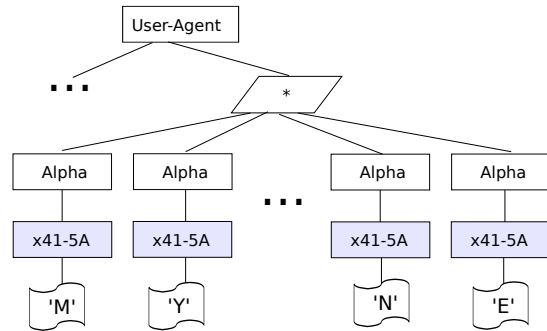 User-Agent
...
*
Alpha Alpha ... Alpha Alpha
x41-5A x41-5A x41-5A x41-5A
'M' 'Y' 'N' 'E'